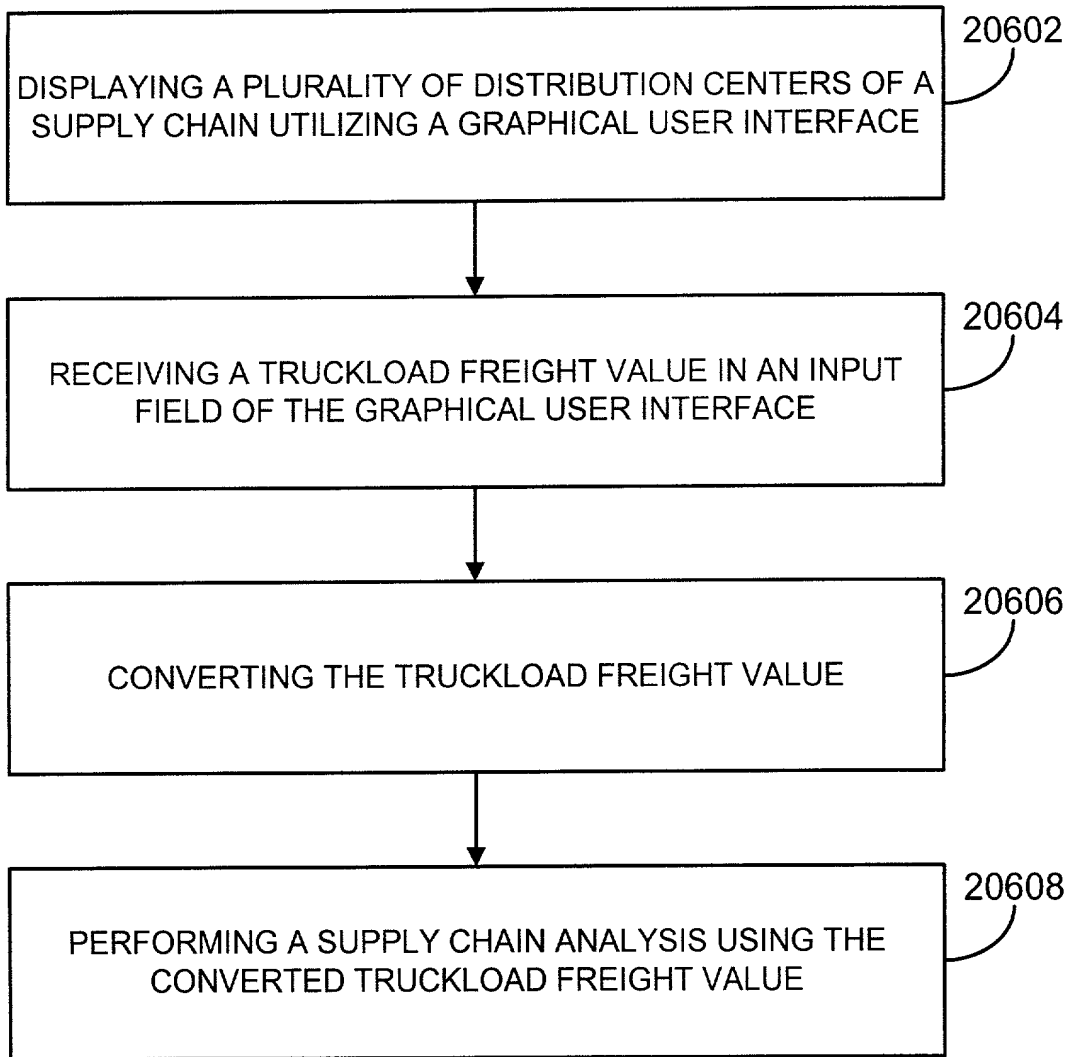 20602
DISPLAYING A PLURALITY OF DISTRIBUTION CENTERS OF A
SUPPLY CHAIN UTILIZING A GRAPHICAL USER INTERFACE
20604
RECEIVING A TRUCKLOAD FREIGHT VALUE IN AN INPUT
FIELD OF THE GRAPHICAL USER INTERFACE
20606
CONVERTING THE TRUCKLOAD FREIGHT VALUE
20608
PERFORMING A SUPPLY CHAIN ANALYSIS USING THE
CONVERTED TRUCKLOAD FREIGHT VALUE